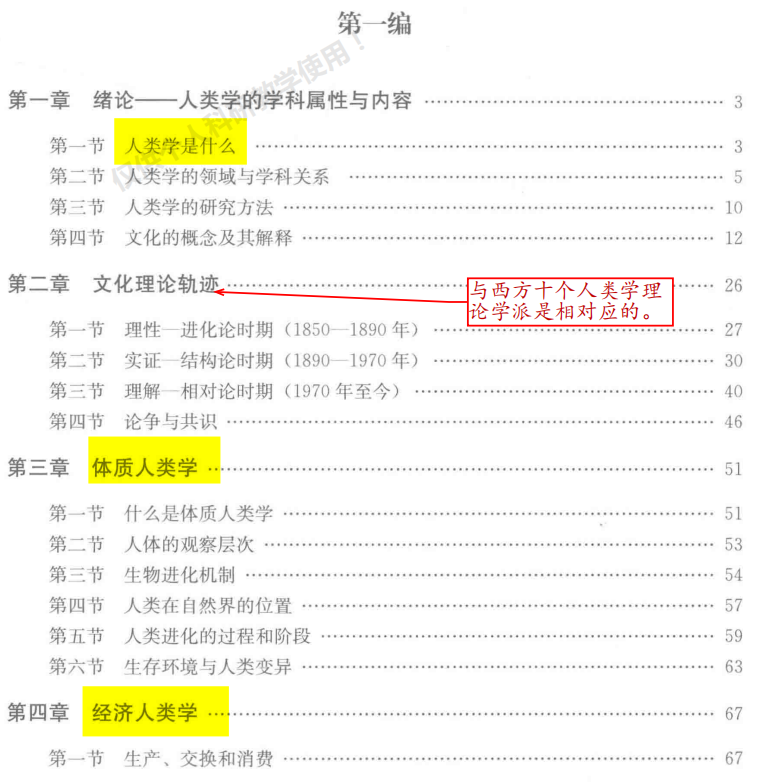 第一编
仅供个人科研教学使用！
第一章 绪论——人类学的学科属性与内容 …… 3
第一节 人类学是什么 …… 3
第二节 人类学的领域与学科关系 …… 5
第三节 人类学的研究方法 …… 10
第四节 文化的概念及其解释 …… 12
第二章 文化理论轨迹 …… 26
与西方十个人类学理
论学派是相对应的。
第一节 理性—进化论时期（1850—1890 年） …… 27
第二节 实证—结构论时期（1890—1970 年） …… 30
第三节 理解—相对论时期（1970 年至今） …… 40
第四节 论争与共识 …… 46
第三章 体质人类学 …… 51
第一节 什么是体质人类学 …… 51
第二节 人体的观察层次 …… 53
第三节 生物进化机制 …… 54
第四节 人类在自然界的位置 …… 57
第五节 人类进化的过程和阶段 …… 59
第六节 生存环境与人类变异 …… 63
第四章 经济人类学 …… 67
第一节 生产、交换和消费 …… 67